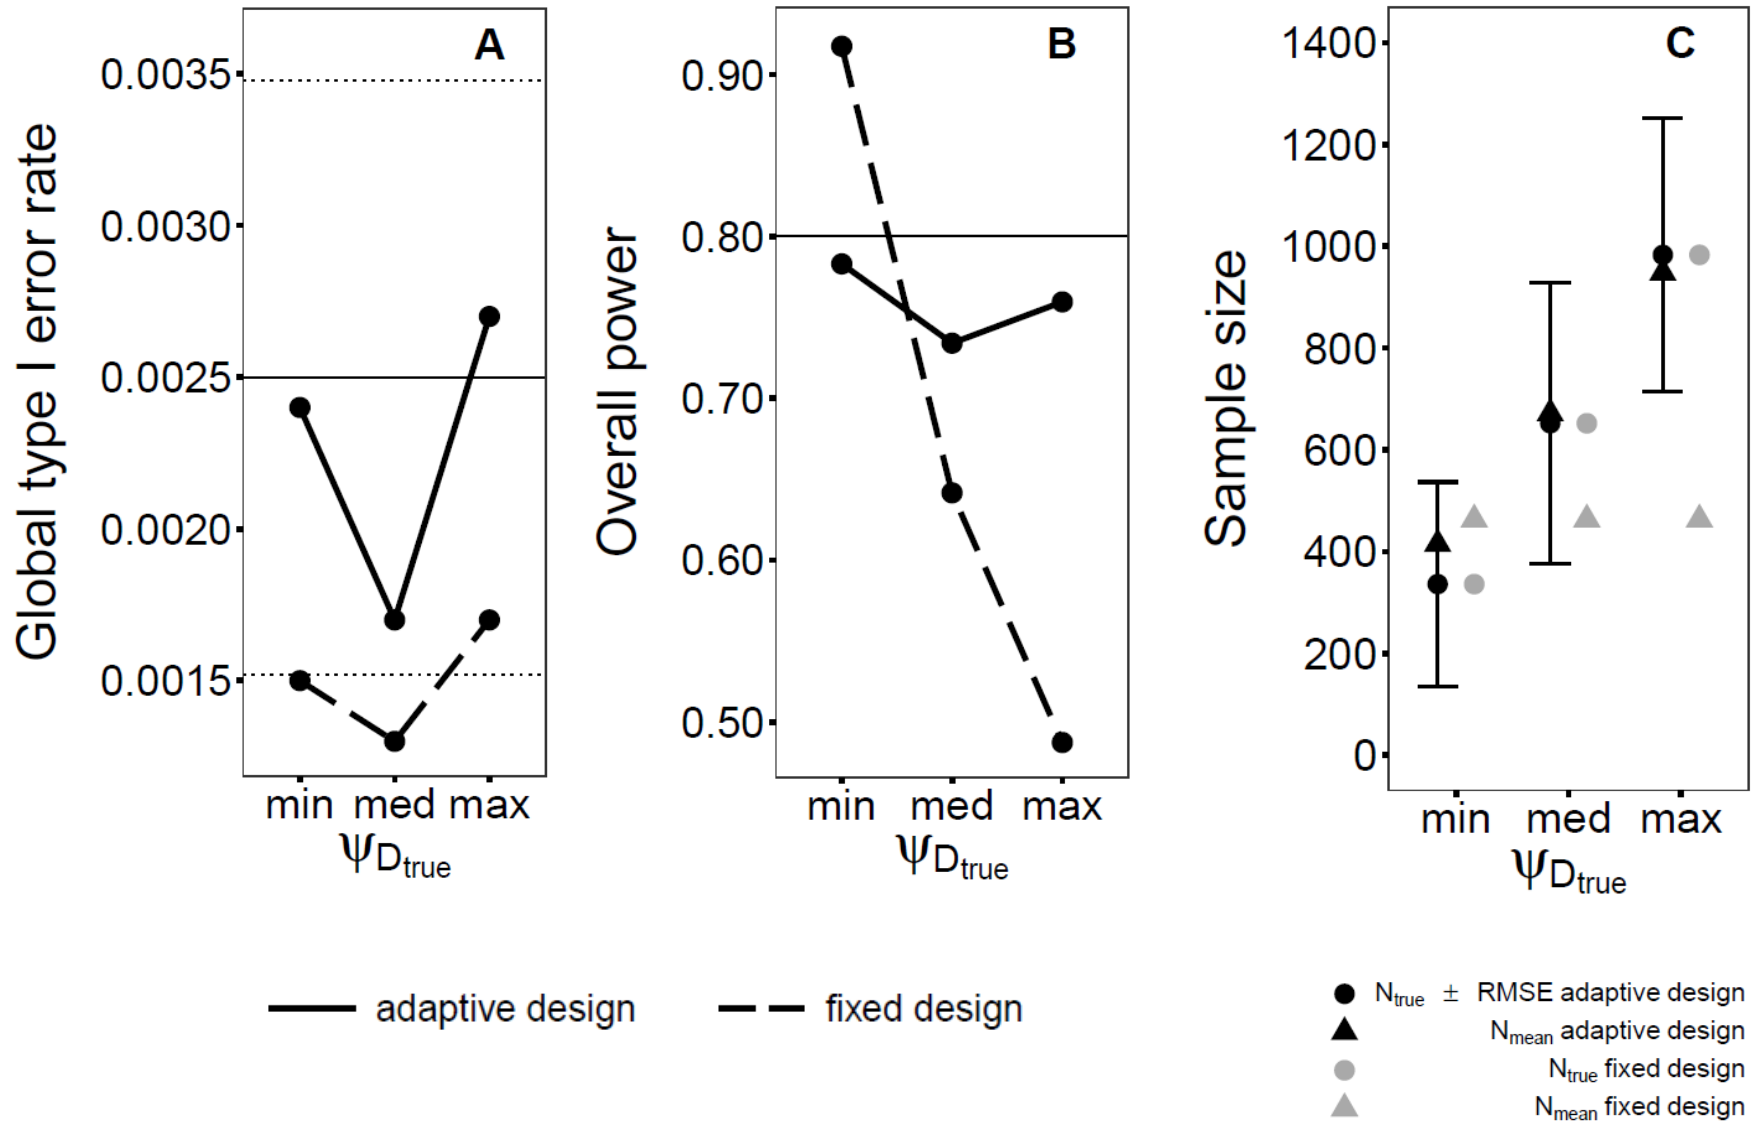 A
Global type I error rate
0.0035
0.0030
0.0025
0.0020
0.0015
min med max
ψDtrue
B
Overall power
0.90
0.80
0.70
0.60
0.50
min med max
ψDtrue
C
Sample size
1400
1200
1000
800
600
400
200
0
min med max
ψDtrue
adaptive design
fixed design
Ntrue ± RMSE adaptive design
Nmean adaptive design
Ntrue fixed design
Nmean fixed design